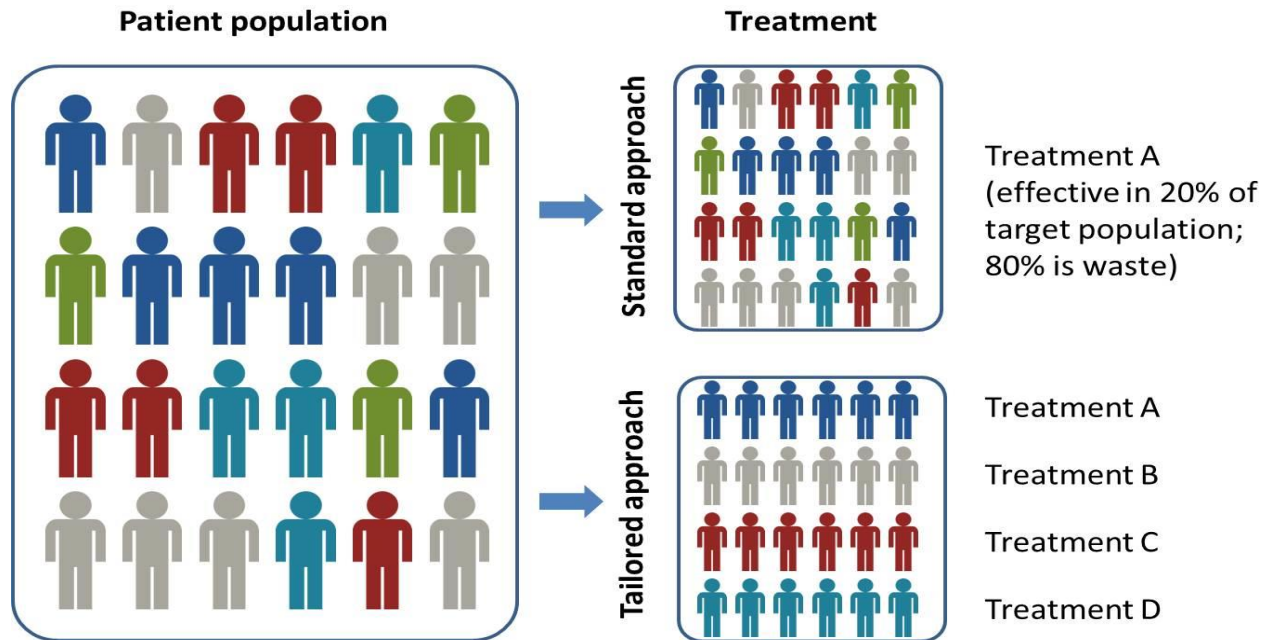 Patient population
Treatment
Standard approach
Treatment A
(effective in 20% of
target population;
80% is waste)
Tailored approach
Treatment A
Treatment B
Treatment C
Treatment D